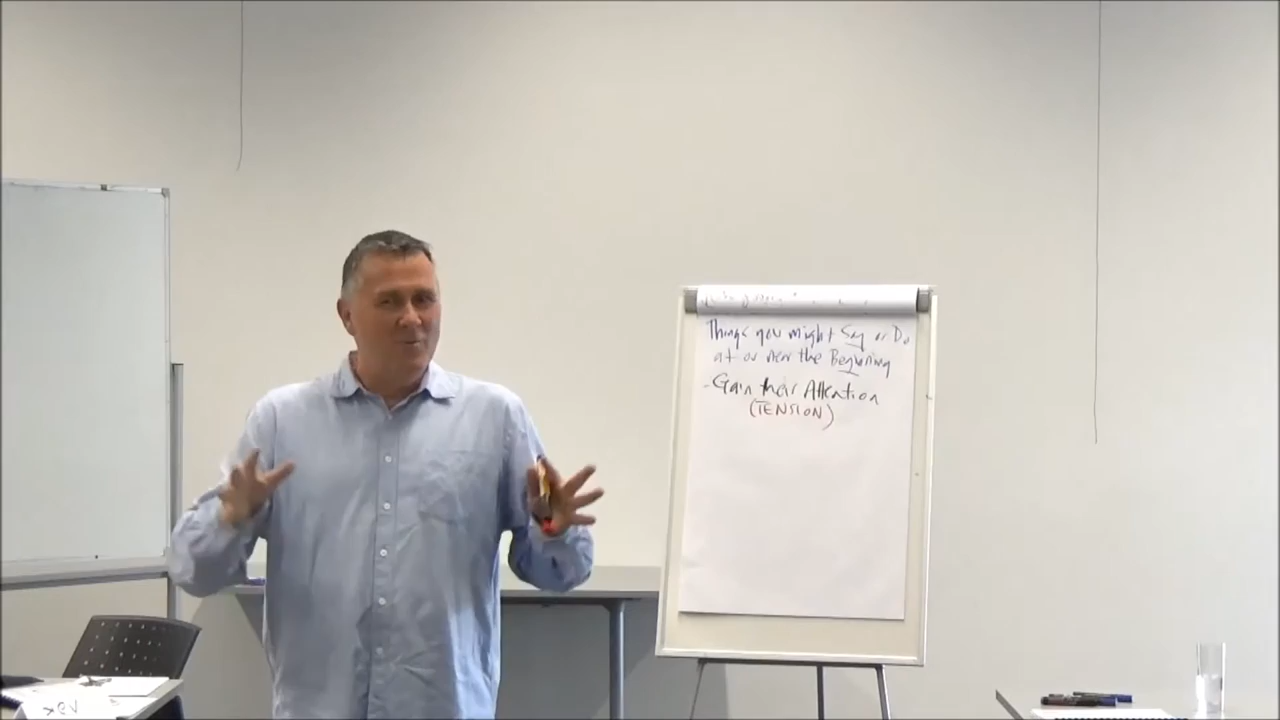 Things you might Say or Do
at or near the Beginning
- Gain their Attention
(TENSION)